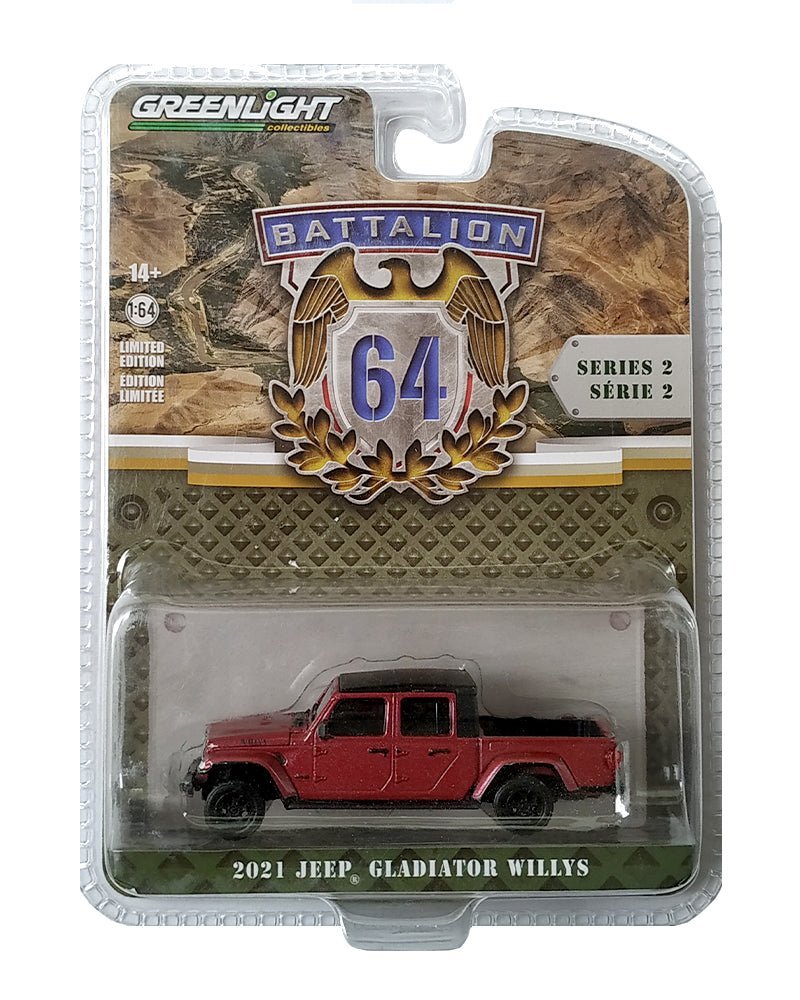 GREENLIGHT
collectibles
BATTALION
64
14+
1:64
LIMITED
EDITION
ÉDITION
LIMITÉE
SERIES 2
SÉRIE 2
2021 JEEP® GLADIATOR WILLYS